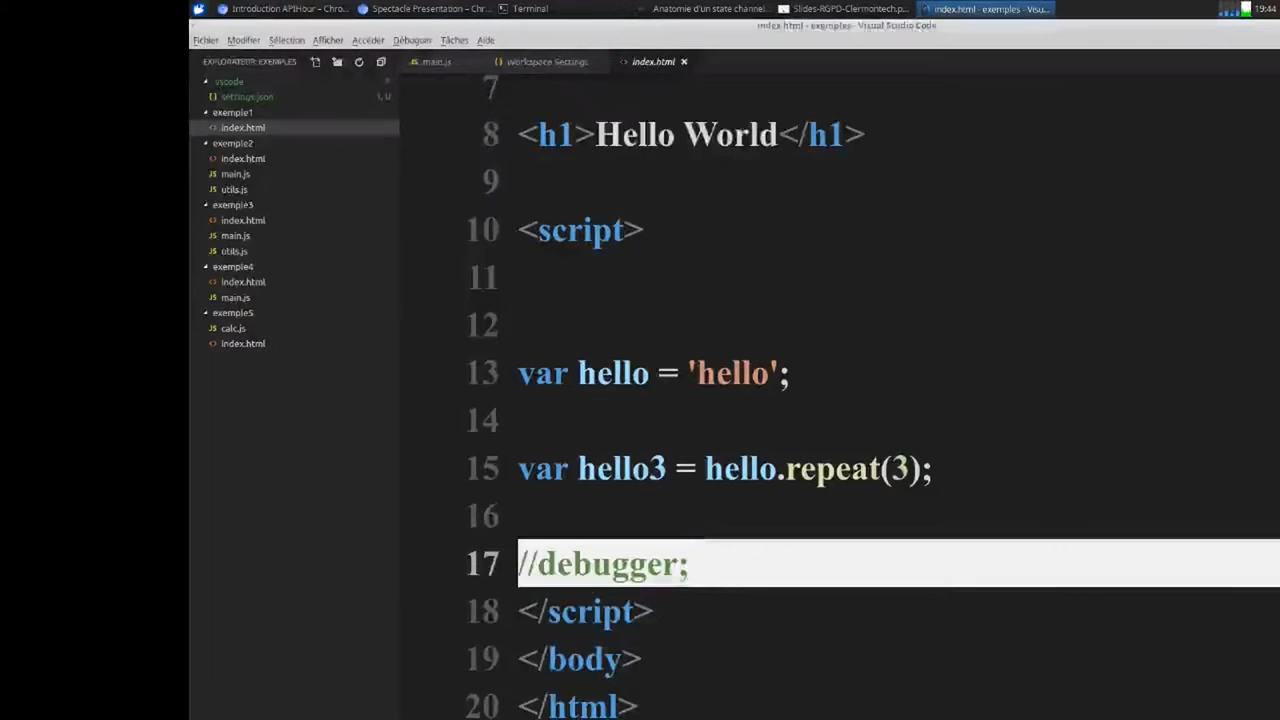 Introduction APIHour – Chro...
Spectacle Presentation – Chr...
Terminal
Anatomie d'un state channel...
Slides-RGPD-Clermontech.p...
index.html - exemples - Visu...
19:44
index.html - exemples - Visual Studio Code
Fichier Modifier Sélection Afficher Accéder Déboguer Tâches Aide
EXPLORATEUR: EXEMPLES
main.js
Workspace Settings
index.html
.vscode
settings.json 1, U
exemple1
index.html
exemple2
index.html
main.js
utils.js
exemple3
index.html
main.js
utils.js
exemple4
index.html
main.js
exemple5
calc.js
index.html
7
8 <h1>Hello World</h1>
9
10 <script>
11
12
13 var hello = 'hello';
14
15 var hello3 = hello.repeat(3);
16
17 //debugger;
18 </script>
19 </body>
20 </html>